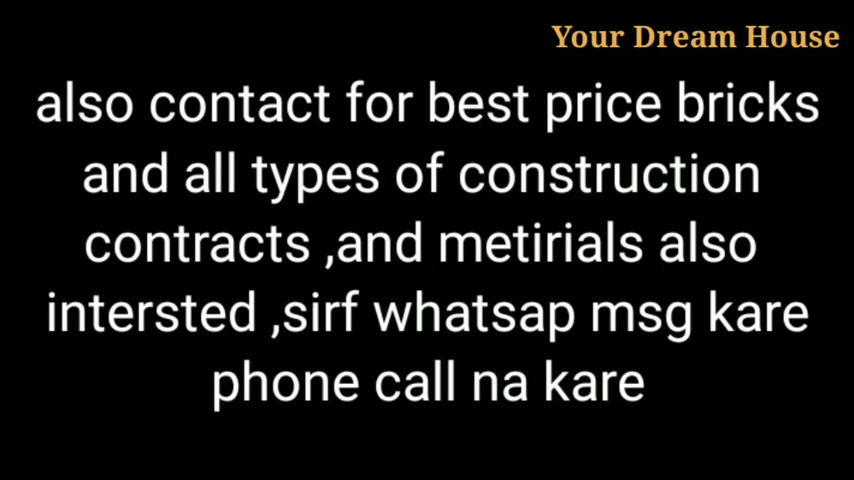 Your Dream House
also contact for best price bricks
and all types of construction
contracts ,and metirials also
intersted ,sirf whatsap msg kare
phone call na kare